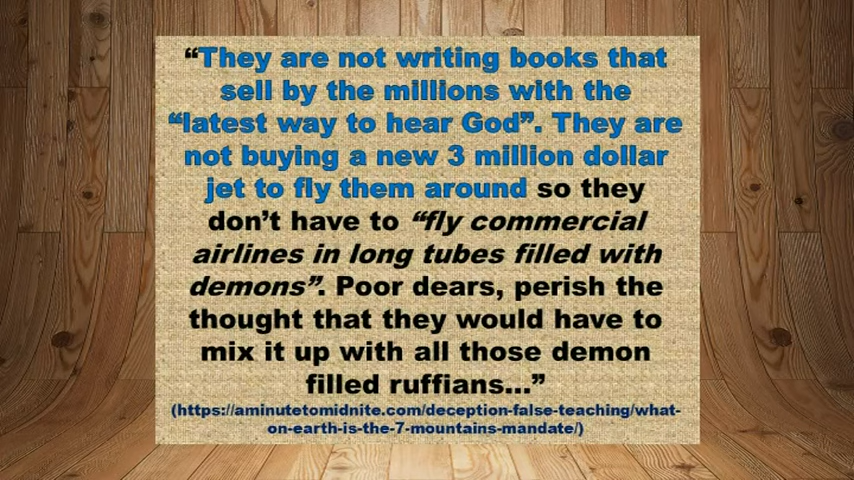 “They are not writing books that
sell by the millions with the
“latest way to hear God”. They are
not buying a new 3 million dollar
jet to fly them around so they
don’t have to “fly commercial
airlines in long tubes filled with
demons”. Poor dears, perish the
thought that they would have to
mix it up with all those demon
filled ruffians...”
(https://aminutetomidnite.com/deception-false-teaching/what-
on-earth-is-the-7-mountains-mandate/)